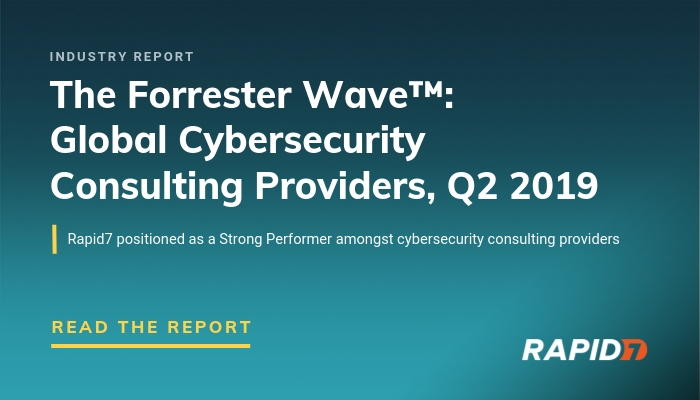 INDUSTRY REPORT
The Forrester Wave™:
Global Cybersecurity
Consulting Providers, Q2 2019
Rapid7 positioned as a Strong Performer amongst cybersecurity consulting providers
READ THE REPORT
RAPID7